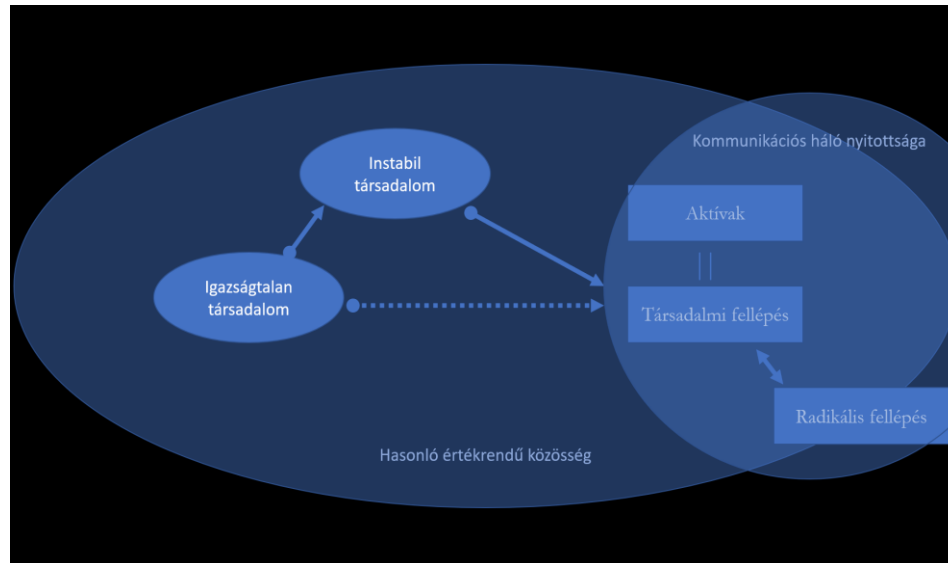 Kommunikációs háló nyitottsága
Instabil
társadalom
Aktívak
Igazságtalan
társadalom
Társadalmi fellépés
Radikális fellépés
Hasonló értékrendű közösség